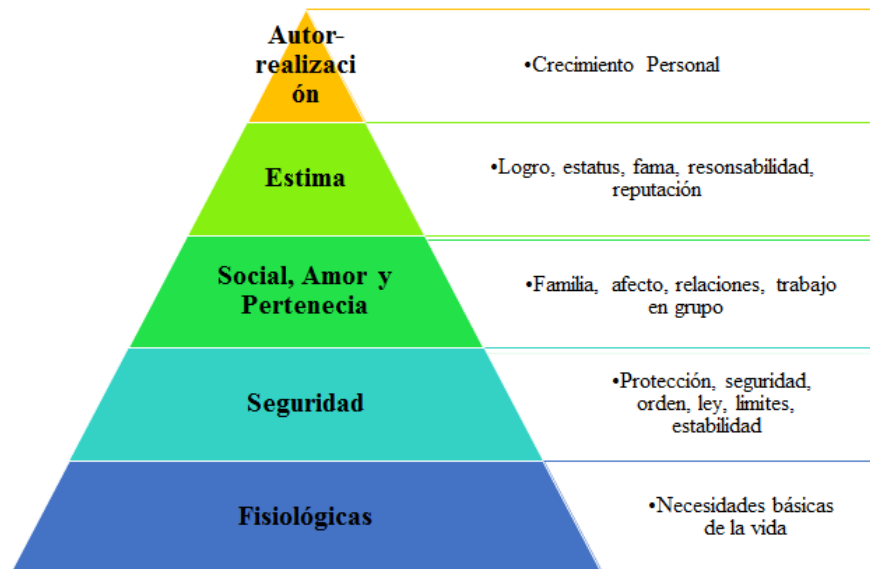 Autor-
realizaci
ón
•Crecimiento Personal
Estima
•Logro, estatus, fama, resonsabilidad,
reputación
Social, Amor y
Pertenecia
•Familia, afecto, relaciones, trabajo
en grupo
Seguridad
•Protección, seguridad,
orden, ley, limites,
estabilidad
Fisiológicas
•Necesidades básicas
de la vida